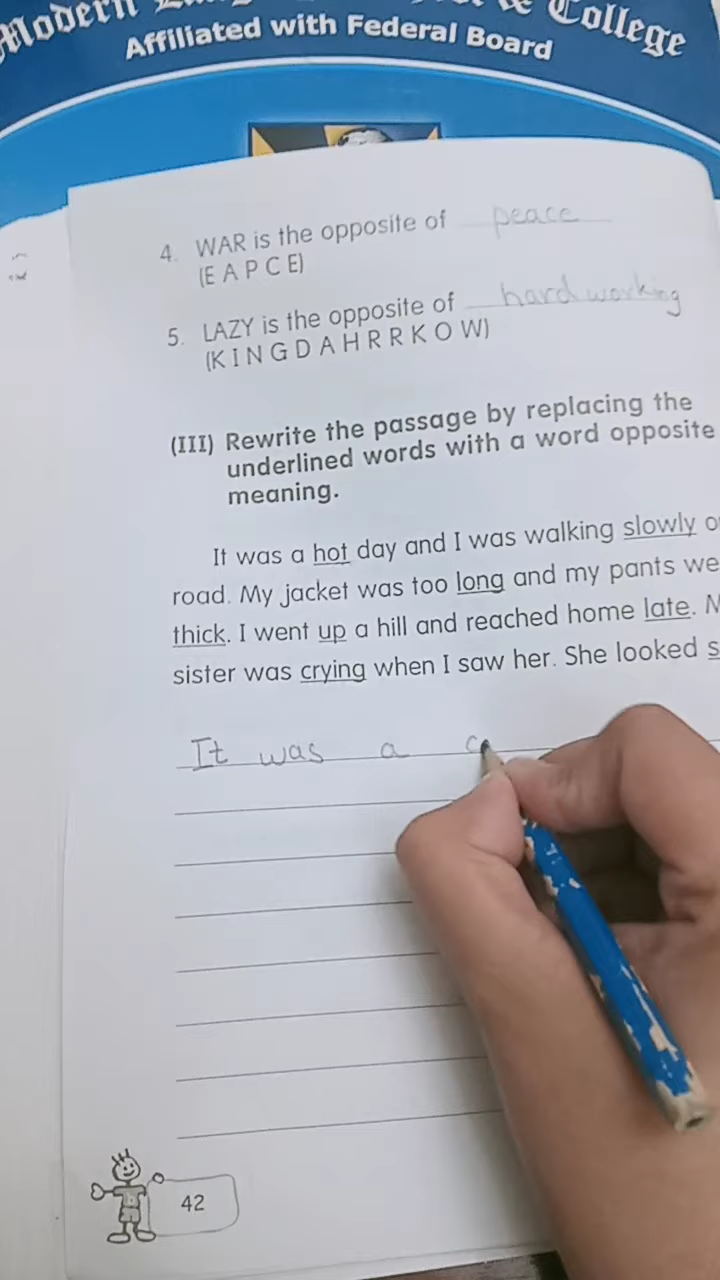 Modern & College
Affiliated with Federal Board
4. WAR is the opposite of peace
(E A P C E)
5. LAZY is the opposite of hard working
(K I N G D A H R R K O W)
(III) Rewrite the passage by replacing the
underlined words with a word opposite
meaning.
It was a hot day and I was walking slowly
road. My jacket was too long and my pants
thick. I went up a hill and reached home late.
sister was crying when I saw her. She looked
It was a
42